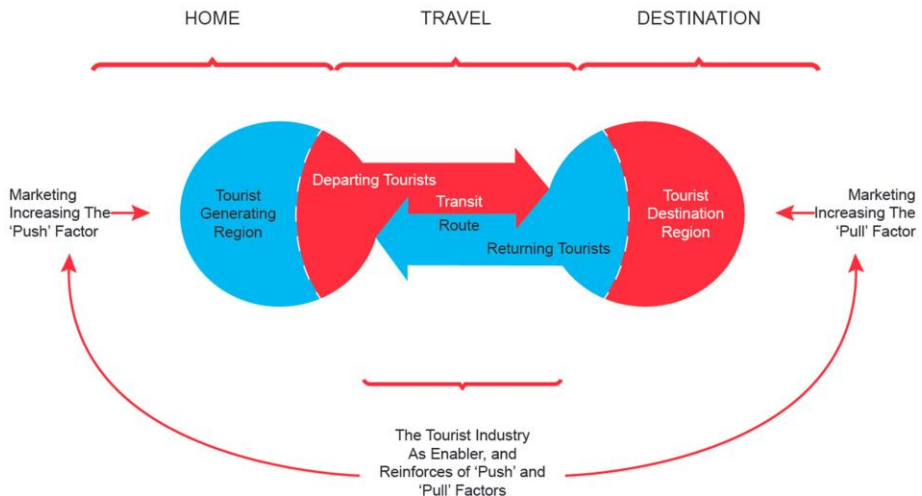 HOME
TRAVEL
DESTINATION
Marketing
Increasing The
'Push' Factor
Tourist
Generating
Region
Departing Tourists
Transit
Route
Returning Tourists
Tourist
Destination
Region
Marketing
Increasing The
'Pull' Factor
The Tourist Industry
As Enabler, and
Reinforces of 'Push' and
'Pull' Factors